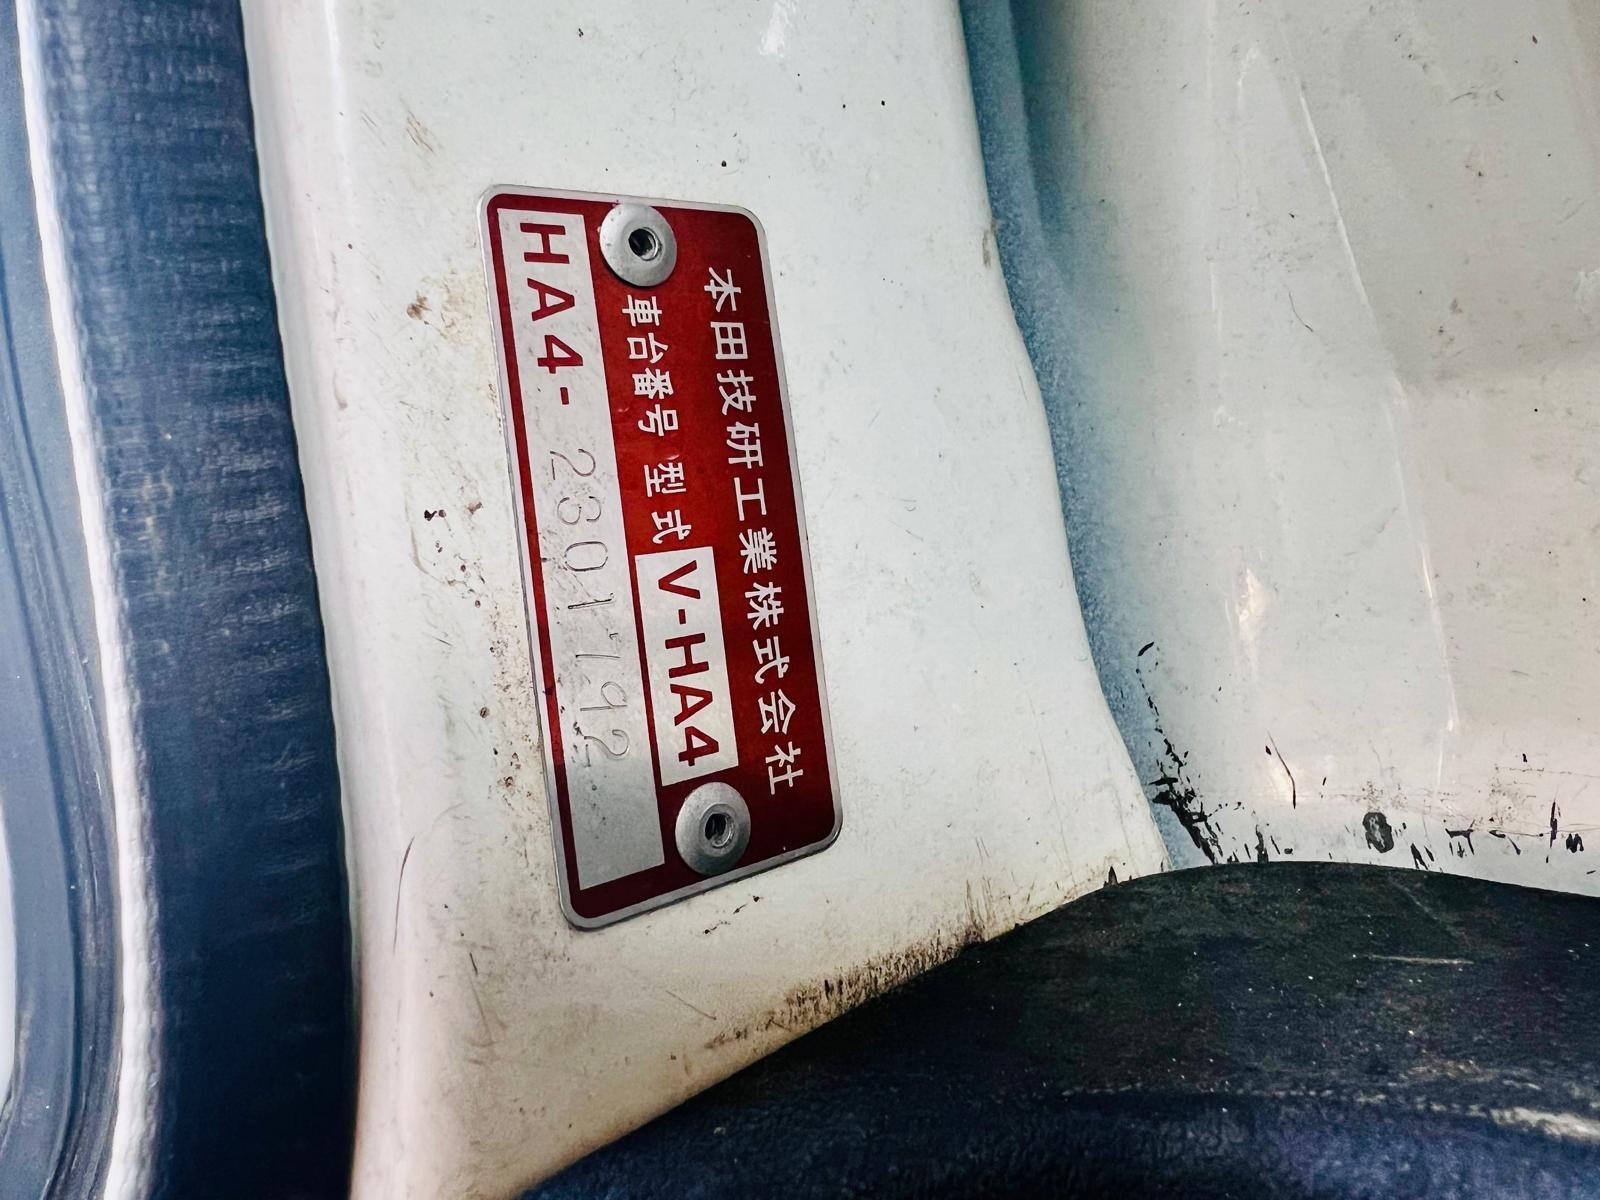 本田技研工業株式会社
車台番号 型式 V-HA4
HA4- 2301792